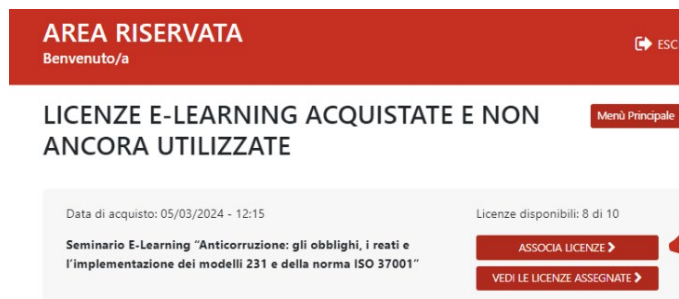 AREA RISERVATA
Benvenuto/a
ESC
LICENZE E-LEARNING ACQUISTATE E NON
ANCORA UTILIZZATE
Menù Principale
Data di acquisto: 05/03/2024 - 12:15
Licenze disponibili: 8 di 10
Seminario E-Learning "Anticorruzione: gli obblighi, i reati e
l'implementazione dei modelli 231 e della norma ISO 37001"
ASSOCIA LICENZE
VEDI LE LICENZE ASSEGNATE